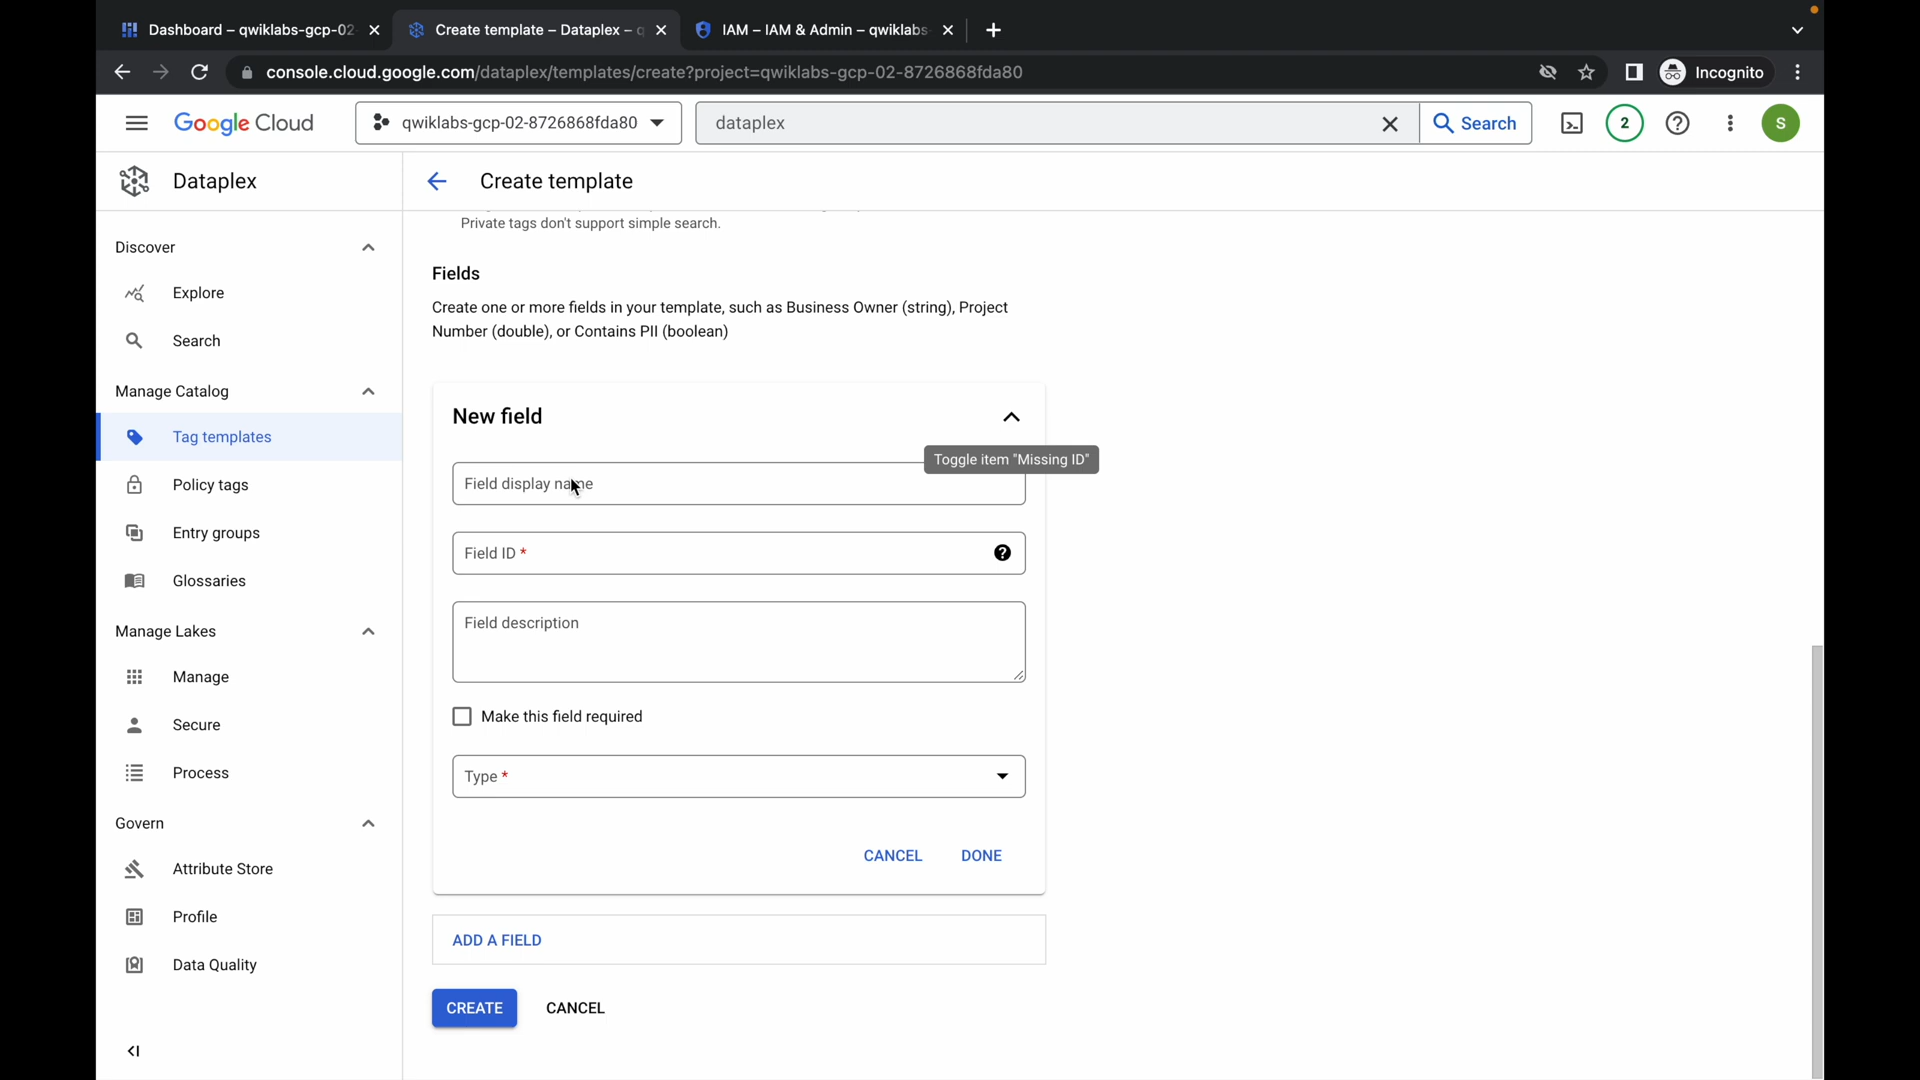 Dashboard – qwiklabs-gcp-02
Create template – Dataplex – q
IAM – IAM & Admin – qwiklabs
console.cloud.google.com/dataplex/templates/create?project=qwiklabs-gcp-02-8726868fda80
Incognito
Google Cloud
qwiklabs-gcp-02-8726868fda80
dataplex
Search
2
S
Dataplex
Create template
Private tags don't support simple search.
Discover
Explore
Search
Manage Catalog
Tag templates
Policy tags
Entry groups
Glossaries
Manage Lakes
Manage
Secure
Process
Govern
Attribute Store
Profile
Data Quality
Fields
Create one or more fields in your template, such as Business Owner (string), Project
Number (double), or Contains PII (boolean)
New field
Toggle item "Missing ID"
Field display name
Field ID *
Field description
Make this field required
Type *
CANCEL
DONE
ADD A FIELD
CREATE
CANCEL